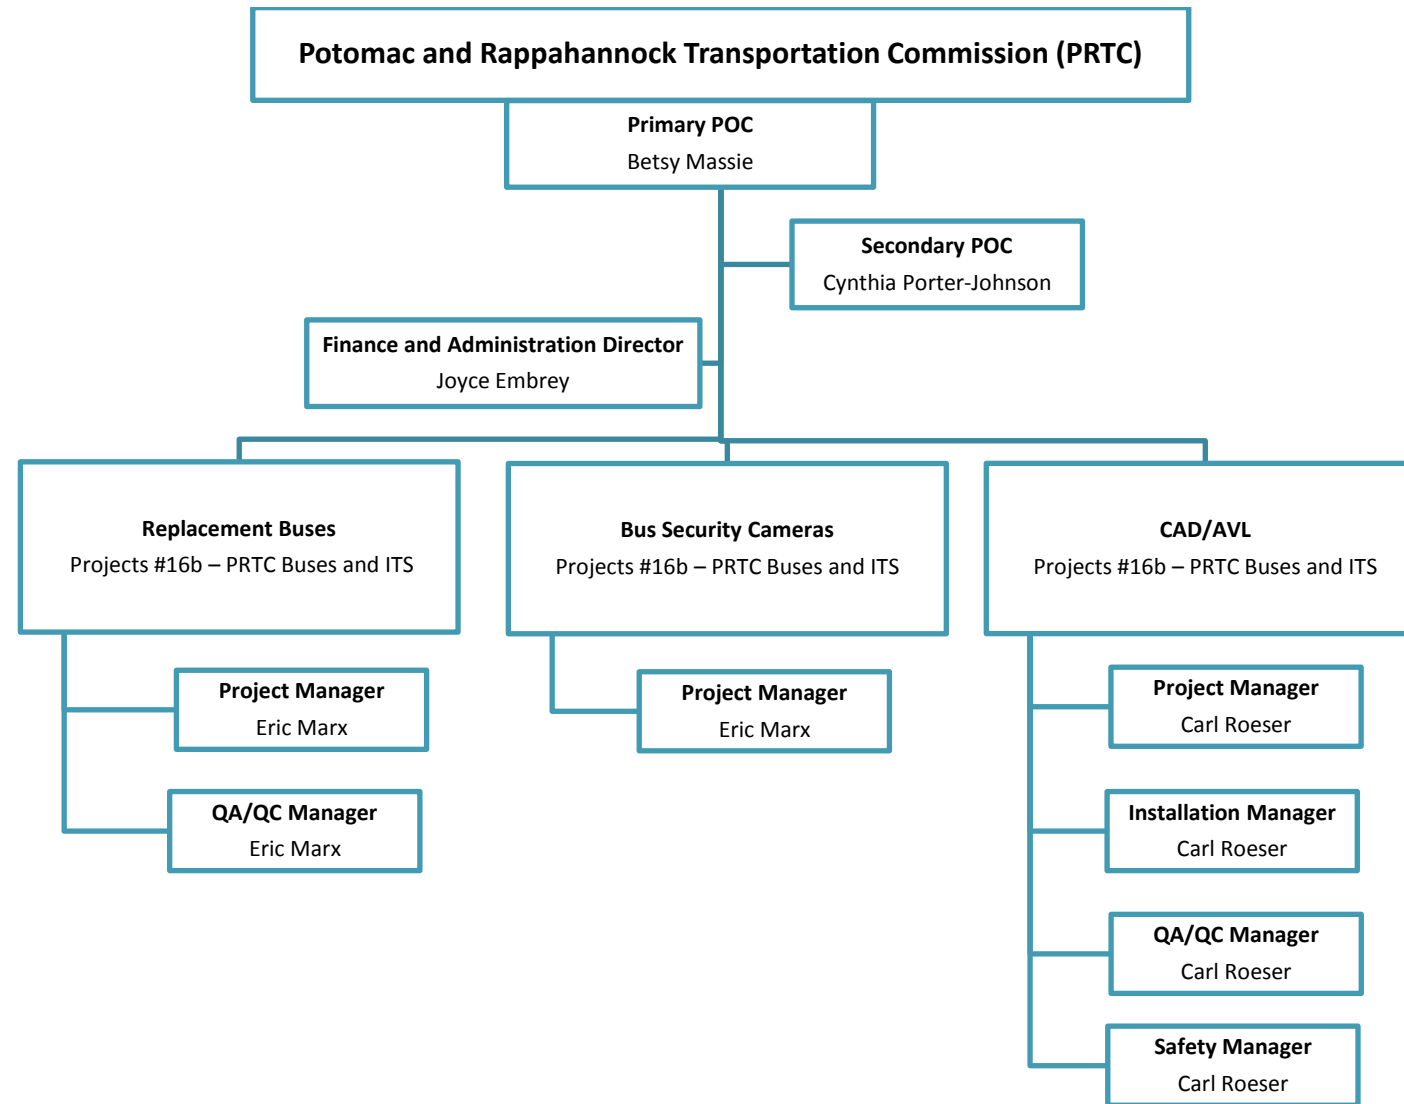 Potomac and Rappahannock Transportation Commission (PRTC)
Primary POC
Betsy Massie
Secondary POC
Cynthia Porter-Johnson
Finance and Administration Director
Joyce Embrey
Replacement Buses
Projects #16b – PRTC Buses and ITS
Project Manager
Eric Marx
QA/QC Manager
Eric Marx
Bus Security Cameras
Projects #16b – PRTC Buses and ITS
Project Manager
Eric Marx
CAD/AVL
Projects #16b – PRTC Buses and ITS
Project Manager
Carl Roeser
Installation Manager
Carl Roeser
QA/QC Manager
Carl Roeser
Safety Manager
Carl Roeser